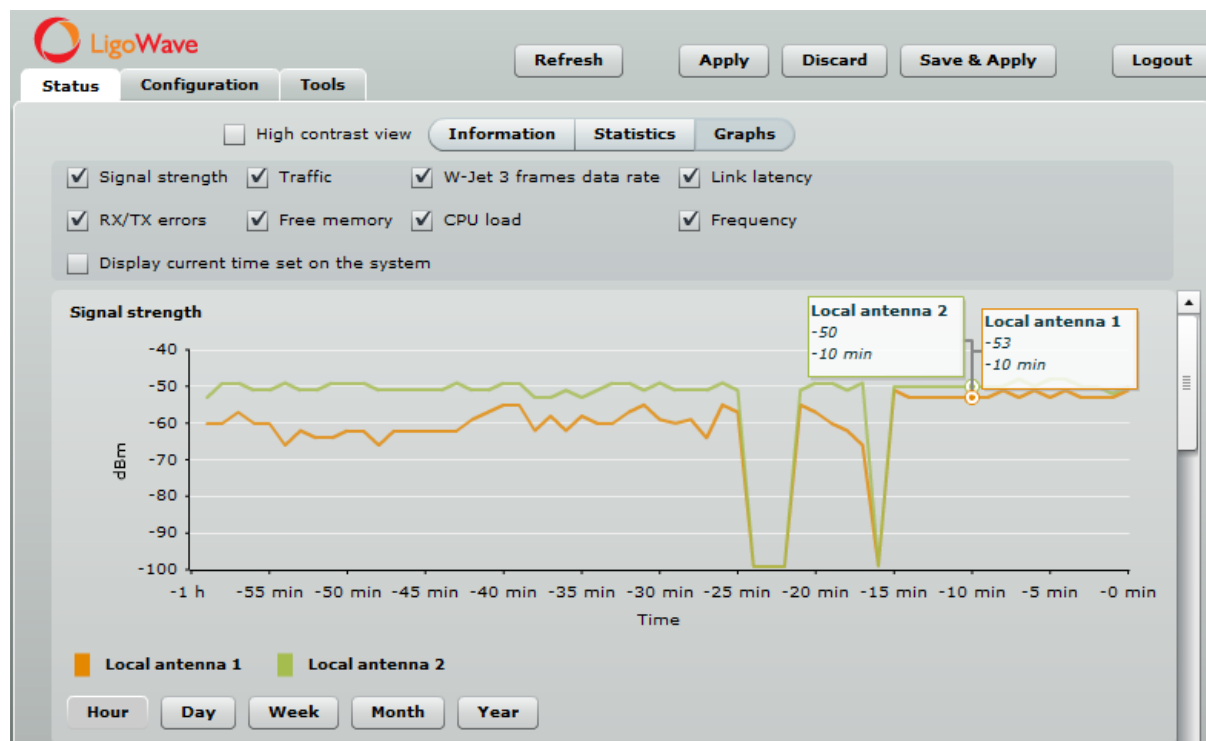 LigoWave
Refresh Apply Discard Save & Apply Logout
Status Configuration Tools
High contrast view Information Statistics Graphs
Signal strength Traffic W-Jet 3 frames data rate Link latency
RX/TX errors Free memory CPU load Frequency
Display current time set on the system
Signal strength
Local antenna 2
-50
-10 min
Local antenna 1
-53
-10 min
-40
-50
-60
-70
-80
-90
-100
dBm
-1 h -55 min -50 min -45 min -40 min -35 min -30 min -25 min -20 min -15 min -10 min -5 min -0 min
Time
Local antenna 1 Local antenna 2
Hour Day Week Month Year